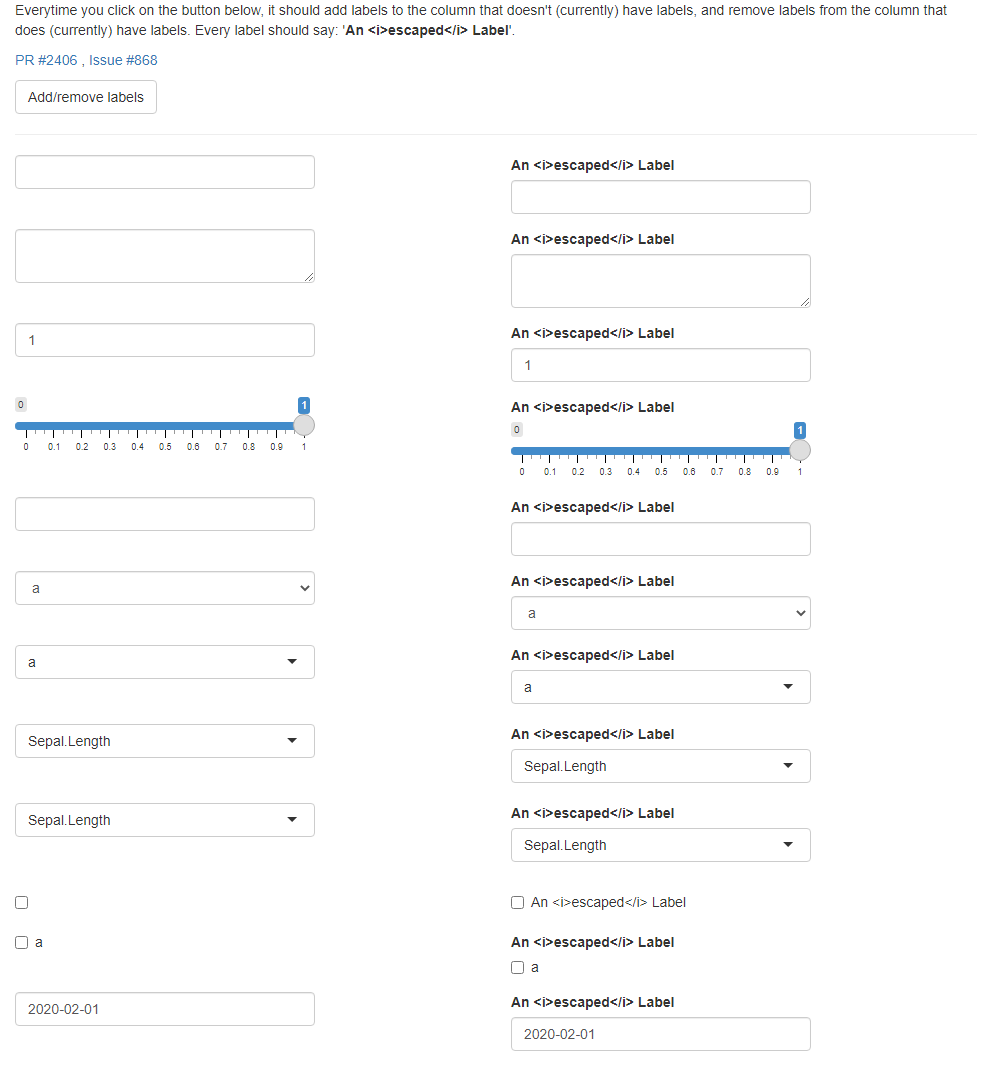 Everytime you click on the button below, it should add labels to the column that doesn't (currently) have labels, and remove labels from the column that
does (currently) have labels. Every label should say: 'An <i>escaped</i> Label'.
PR #2406 , Issue #868
Add/remove labels
An <i>escaped</i> Label
An <i>escaped</i> Label
An <i>escaped</i> Label
1
1
An <i>escaped</i> Label
0 1
0 0.1 0.2 0.3 0.4 0.5 0.6 0.7 0.8 0.9 1
0 1
0 0.1 0.2 0.3 0.4 0.5 0.6 0.7 0.8 0.9 1
An <i>escaped</i> Label
An <i>escaped</i> Label
a
a
An <i>escaped</i> Label
a
a
An <i>escaped</i> Label
Sepal.Length
Sepal.Length
An <i>escaped</i> Label
Sepal.Length
Sepal.Length
An <i>escaped</i> Label
a
An <i>escaped</i> Label
a
An <i>escaped</i> Label
2020-02-01
2020-02-01